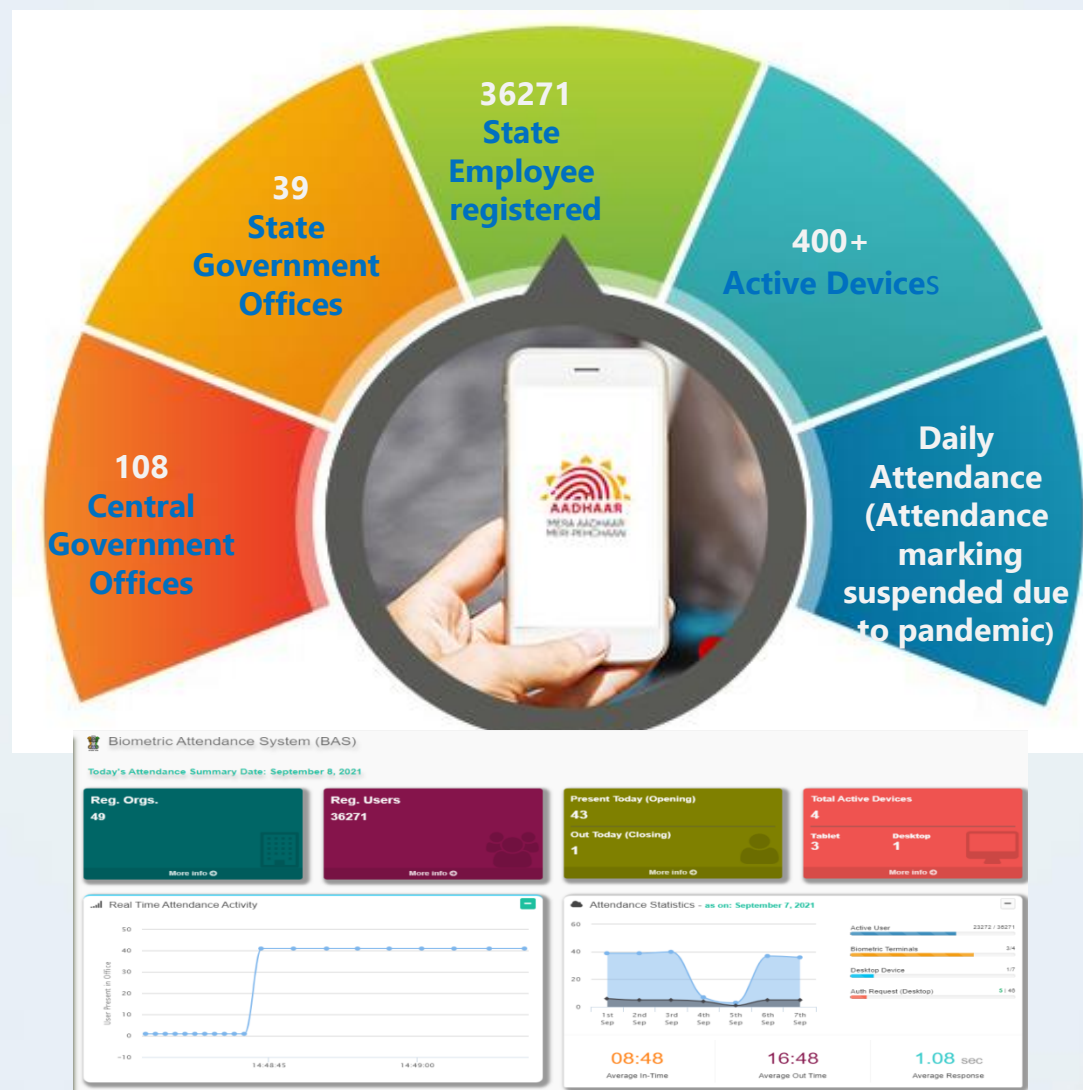 36271
State
Employee
registered
39
State
Government
Offices
400+
Active Devices
108
Central
Government
Offices
Daily
Attendance
(Attendance
marking
suspended due
to pandemic)
AADHAAR
MERA AADHAAR
MERI PEHCHAAN
Biometric Attendance System (BAS)
Today's Attendance Summary Date: September 8, 2021
Reg. Orgs.
49
More info
Reg. Users
36271
More info
Present Today (Opening)
43
Out Today (Closing)
1
More info
Total Active Devices
4
Tablet Desktop
3 1
More info
Real Time Attendance Activity
50
40
30
20
10
0
-10
User Present in Office
14:48:45 14:49:00
Attendance Statistics - as on: September 7, 2021
60
40
20
0
1st Sep 2nd Sep 3rd Sep 4th Sep 5th Sep 6th Sep 7th Sep
Active User 23272 / 36271
Biometric Terminals 3/4
Desktop Device 1/7
Auth Request (Desktop) 5 / 45
08:48 16:48 1.08 sec
Average In-Time Average Out Time Average Response